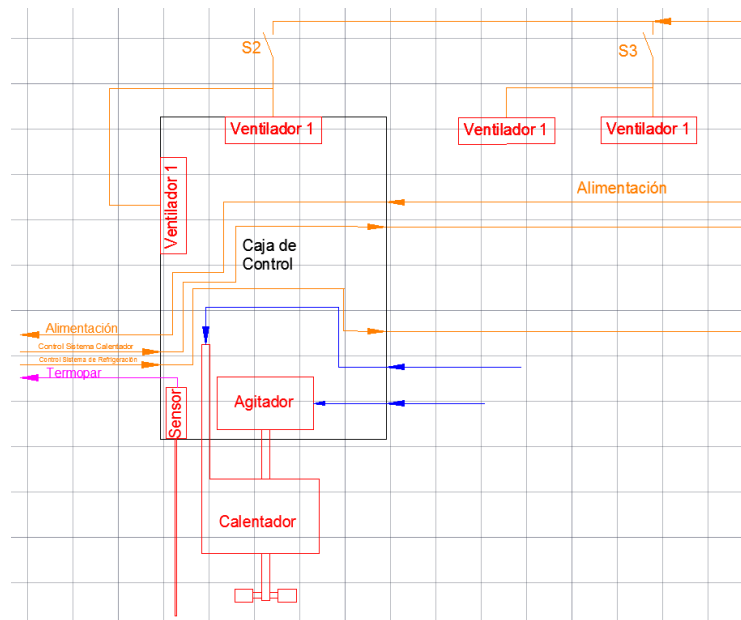 S2
S3
Ventilador 1
Ventilador 1
Ventilador 1
Ventilador 1
Alimentación
Caja de
Control
Alimentación
Control Sistema Calentador
Control Sistema de Refrigeración
Termopar
Sensor
Agitador
Calentador